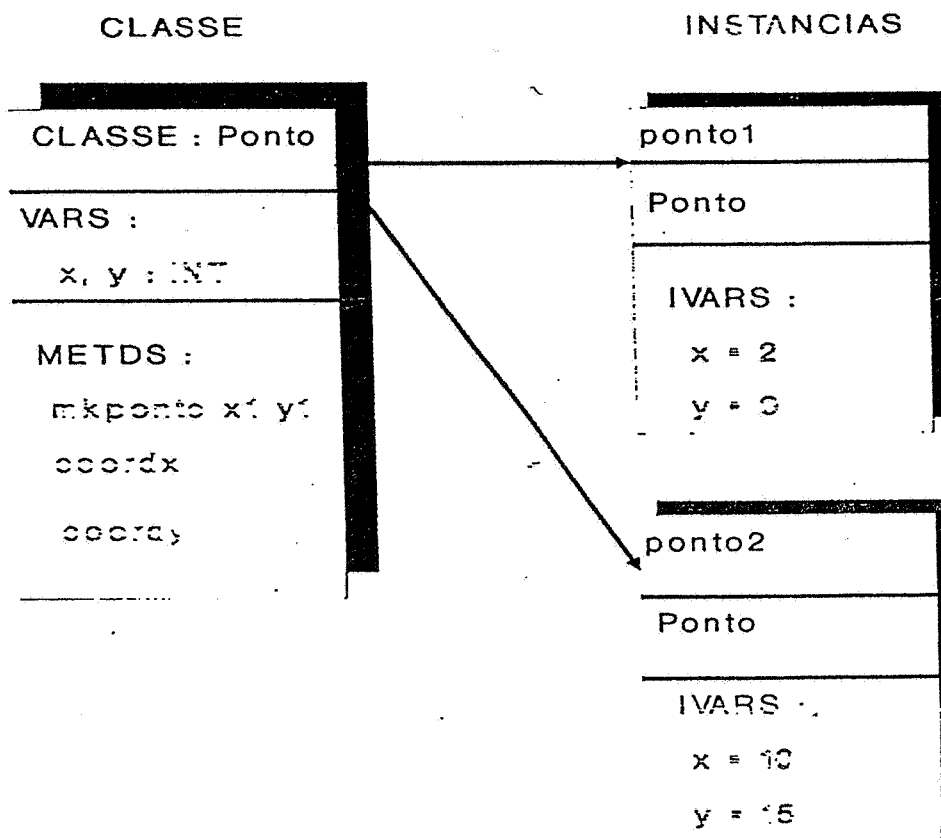 CLASSE
INSTANCIAS
CLASSE : Ponto
VARS :
x, y : INT
METDS :
mkponto x1 y1
coordx
coordy
ponto1
Ponto
IVARS :
x = 2
y =
ponto2
Ponto
IVARS :
x = 10
y = 15